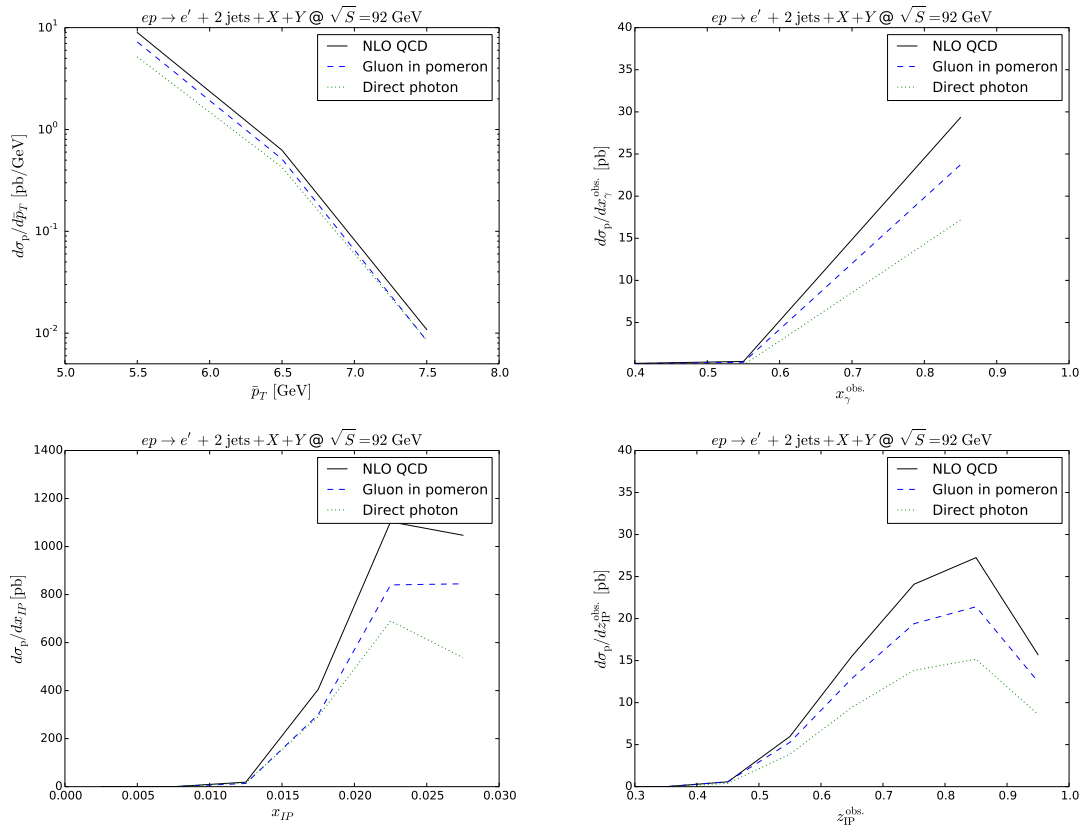 ep → e′ + 2 jets + X + Y @ √S = 92 GeV
NLO QCD
Gluon in pomeron
Direct photon
10¹
10⁰
10⁻¹
10⁻²
dσₚ/dp̄_T [pb/GeV]
5.0 5.5 6.0 6.5 7.0 7.5 8.0
p̄_T [GeV]
ep → e′ + 2 jets + X + Y @ √S = 92 GeV
NLO QCD
Gluon in pomeron
Direct photon
40
35
30
25
20
15
10
5
dσₚ/dx_γ^obs. [pb]
0.4 0.5 0.6 0.7 0.8 0.9 1.0
x_γ^obs.
ep → e′ + 2 jets + X + Y @ √S = 92 GeV
NLO QCD
Gluon in pomeron
Direct photon
1400
1200
1000
800
600
400
200
0
dσₚ/dx_IP [pb]
0.000 0.005 0.010 0.015 0.020 0.025 0.030
x_IP
ep → e′ + 2 jets + X + Y @ √S = 92 GeV
NLO QCD
Gluon in pomeron
Direct photon
40
35
30
25
20
15
10
5
0
dσₚ/dz_IP^obs. [pb]
0.3 0.4 0.5 0.6 0.7 0.8 0.9 1.0
z_IP^obs.